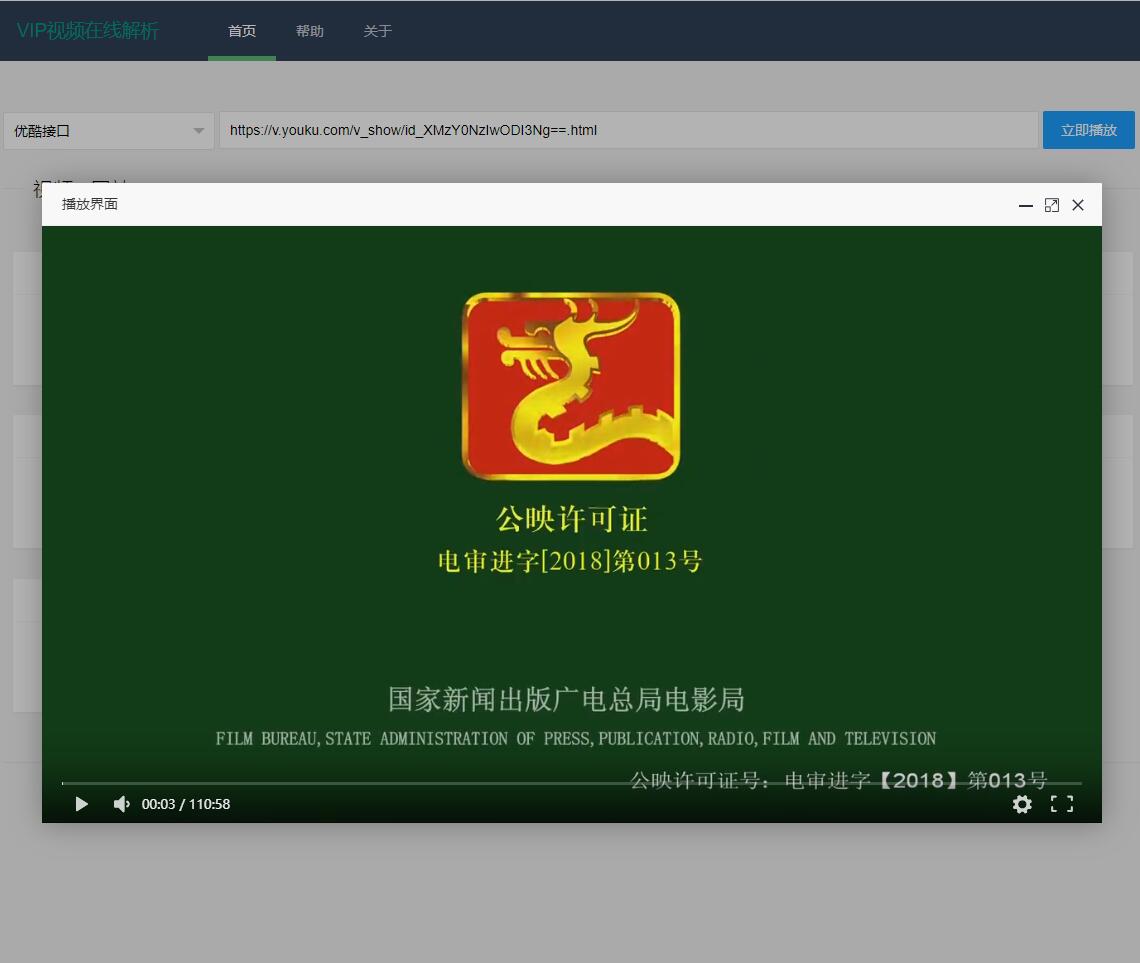 VIP视频在线解析
首页
帮助
关于
优酷接口
https://v.youku.com/v_show/id_XMzY0NzIwODI3Ng==.html
立即播放
播放界面
公映许可证
电审进字[2018]第013号
国家新闻出版广电总局电影局
FILM BUREAU,STATE ADMINISTRATION OF PRESS,PUBLICATION,RADIO,FILM AND TELEVISION
公映许可证号：电审进字【2018】第013号
00:03 / 110:58